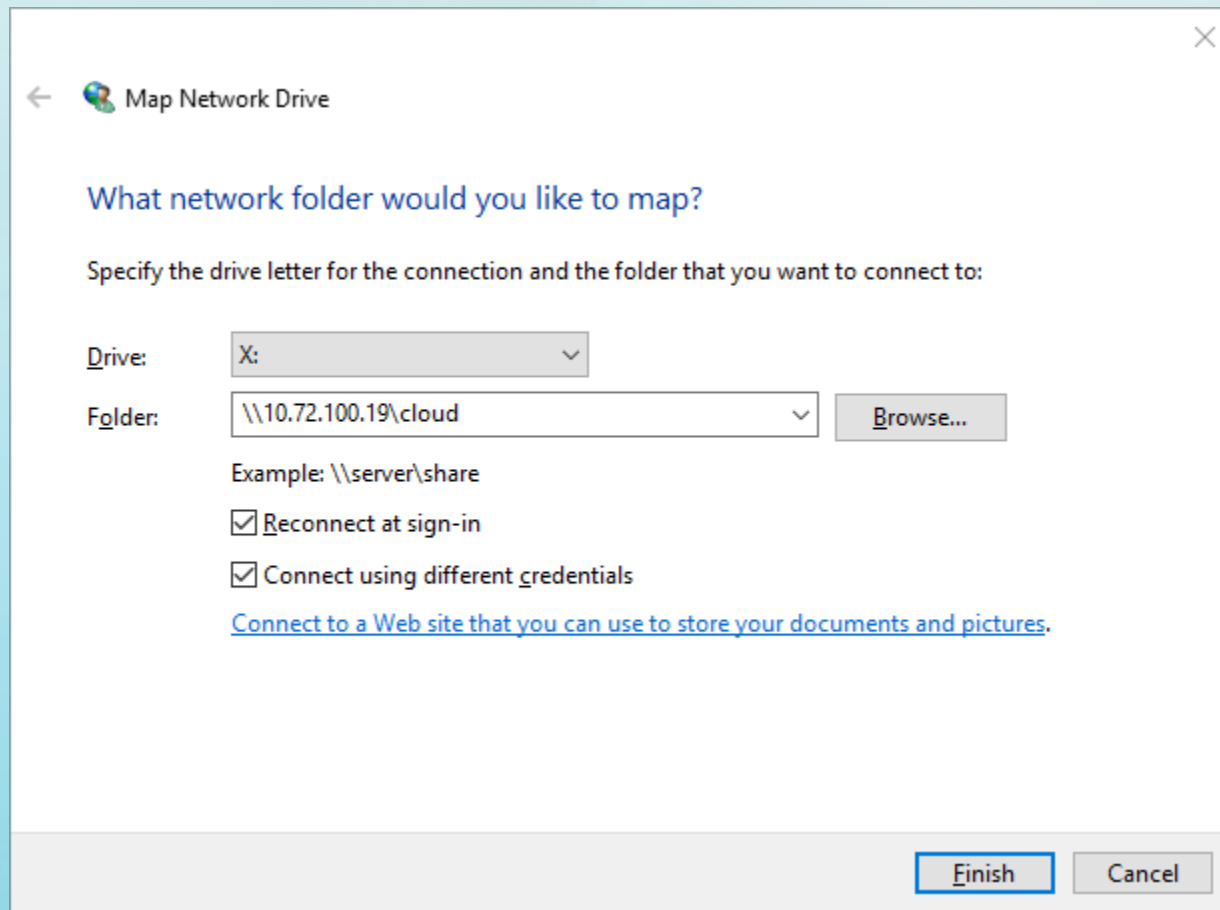 Map Network Drive
What network folder would you like to map?
Specify the drive letter for the connection and the folder that you want to connect to:
Drive: X:
Folder: \\10.72.100.19\cloud Browse...
Example: \\server\share
Reconnect at sign-in
Connect using different credentials
Connect to a Web site that you can use to store your documents and pictures.
Finish Cancel